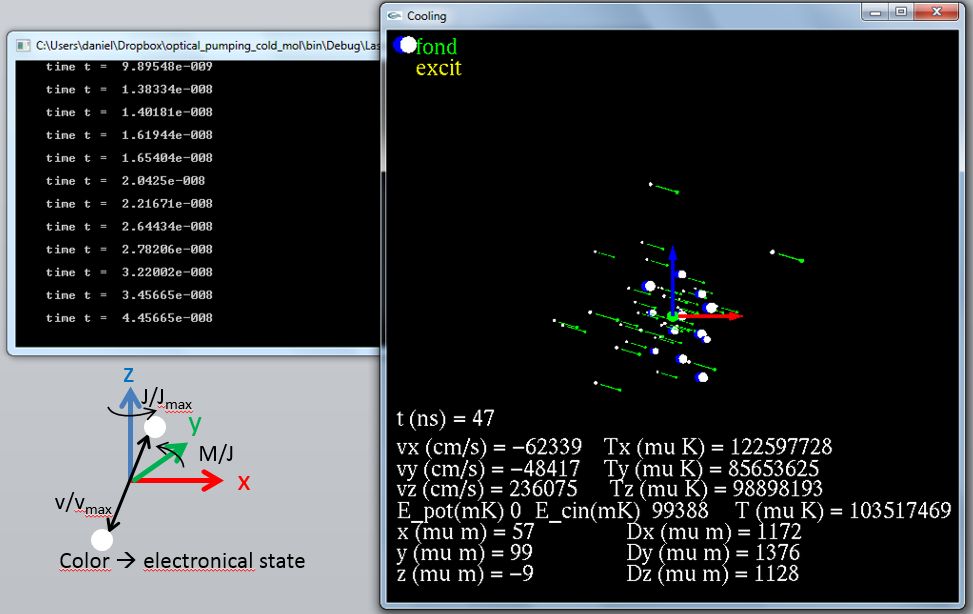 C:\Users\daniel\Dropbox\optical_pumping_cold_mol\bin\Debug\Las
time t =  9.89548e-009
time t =  1.38334e-008
time t =  1.40181e-008
time t =  1.61944e-008
time t =  1.65404e-008
time t =  2.0425e-008
time t =  2.21671e-008
time t =  2.64434e-008
time t =  2.78206e-008
time t =  3.22002e-008
time t =  3.45665e-008
time t =  4.45665e-008
z
J/Jmax
y
M/J
x
v/vmax
Color → electronical state
Cooling
fond
excit
t (ns) = 47
vx (cm/s) = −62339   Tx (mu K) = 122597728
vy (cm/s) = −48417   Ty (mu K) = 85653625
vz (cm/s) = 236075   Tz (mu K) = 98898193
E_pot(mK) 0  E_cin(mK)  99388   T (mu K) = 103517469
x (mu m) = 57   Dx (mu m) = 1172
y (mu m) = 99   Dy (mu m) = 1376
z (mu m) = −9   Dz (mu m) = 1128